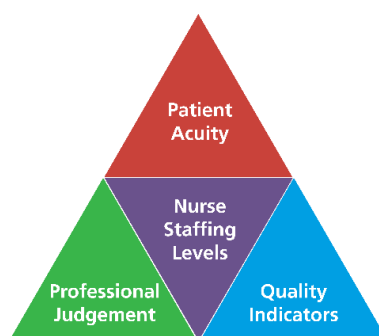 Patient
Acuity
Nurse
Staffing
Levels
Professional
Judgement
Quality
Indicators